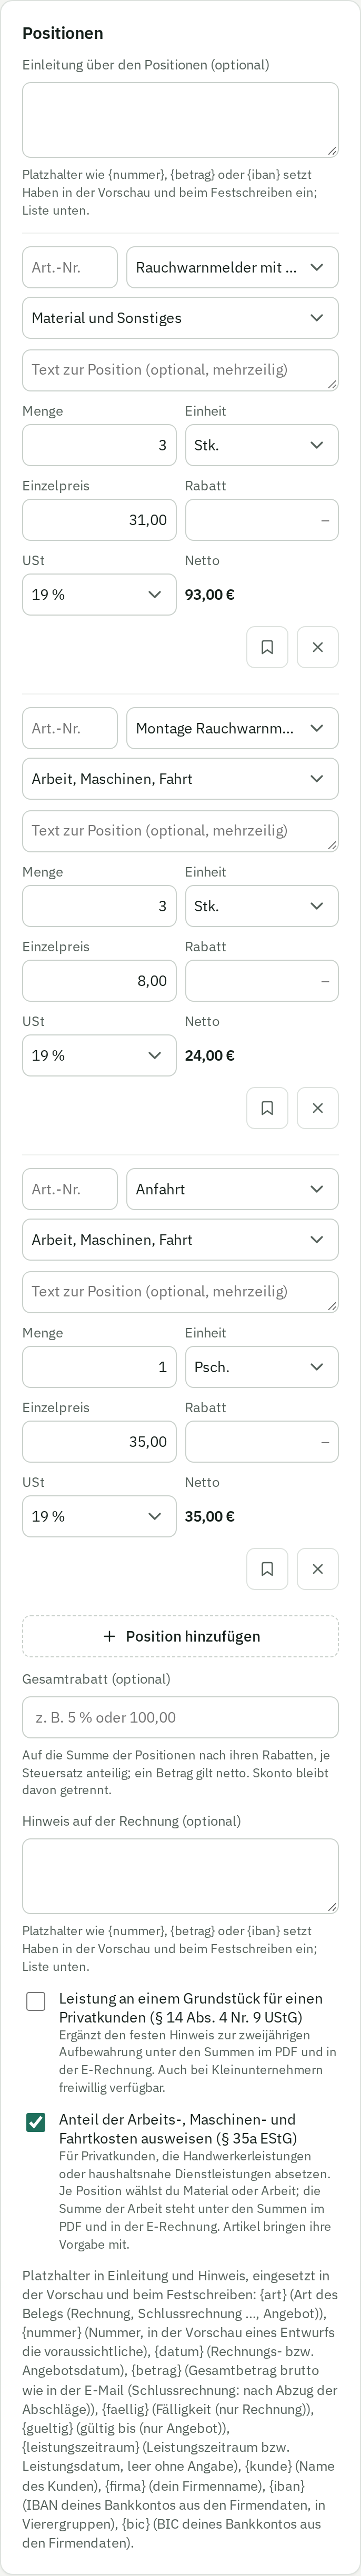 Positionen
Einleitung über den Positionen (optional)
Platzhalter wie {nummer}, {betrag} oder {iban} setzt
Haben in der Vorschau und beim Festschreiben ein;
Liste unten.
Art.-Nr. Rauchwarnmelder mit ...
Material und Sonstiges
Text zur Position (optional, mehrzeilig)
Menge Einheit
3 Stk.
Einzelpreis Rabatt
31,00 –
USt Netto
19 % 93,00 €
Art.-Nr. Montage Rauchwarnm...
Arbeit, Maschinen, Fahrt
Text zur Position (optional, mehrzeilig)
Menge Einheit
3 Stk.
Einzelpreis Rabatt
8,00 –
USt Netto
19 % 24,00 €
Art.-Nr. Anfahrt
Arbeit, Maschinen, Fahrt
Text zur Position (optional, mehrzeilig)
Menge Einheit
1 Psch.
Einzelpreis Rabatt
35,00 –
USt Netto
19 % 35,00 €
+ Position hinzufügen
Gesamtrabatt (optional)
z. B. 5 % oder 100,00
Auf die Summe der Positionen nach ihren Rabatten, je
Steuersatz anteilig; ein Betrag gilt netto. Skonto bleibt
davon getrennt.
Hinweis auf der Rechnung (optional)
Platzhalter wie {nummer}, {betrag} oder {iban} setzt
Haben in der Vorschau und beim Festschreiben ein;
Liste unten.
Leistung an einem Grundstück für einen
Privatkunden (§ 14 Abs. 4 Nr. 9 UStG)
Ergänzt den festen Hinweis zur zweijährigen
Aufbewahrung unter den Summen im PDF und in
der E-Rechnung. Auch bei Kleinunternehmern
freiwillig verfügbar.
Anteil der Arbeits-, Maschinen- und
Fahrtkosten ausweisen (§ 35a EStG)
Für Privatkunden, die Handwerkerleistungen
oder haushaltsnahe Dienstleistungen absetzen.
Je Position wählst du Material oder Arbeit; die
Summe der Arbeit steht unter den Summen im
PDF und in der E-Rechnung. Artikel bringen ihre
Vorgabe mit.
Platzhalter in Einleitung und Hinweis, eingesetzt in
der Vorschau und beim Festschreiben: {art} (Art des
Belegs (Rechnung, Schlussrechnung …, Angebot)),
{nummer} (Nummer, in der Vorschau eines Entwurfs
die voraussichtliche), {datum} (Rechnungs- bzw.
Angebotsdatum), {betrag} (Gesamtbetrag brutto
wie in der E-Mail (Schlussrechnung: nach Abzug der
Abschläge)), {faellig} (Fälligkeit (nur Rechnung)),
{gueltig} (gültig bis (nur Angebot)),
{leistungszeitraum} (Leistungszeitraum bzw.
Leistungsdatum, leer ohne Angabe), {kunde} (Name
des Kunden), {firma} (dein Firmenname), {iban}
(IBAN deines Bankkontos aus den Firmendaten, in
Vierergruppen), {bic} (BIC deines Bankkontos aus
den Firmendaten).